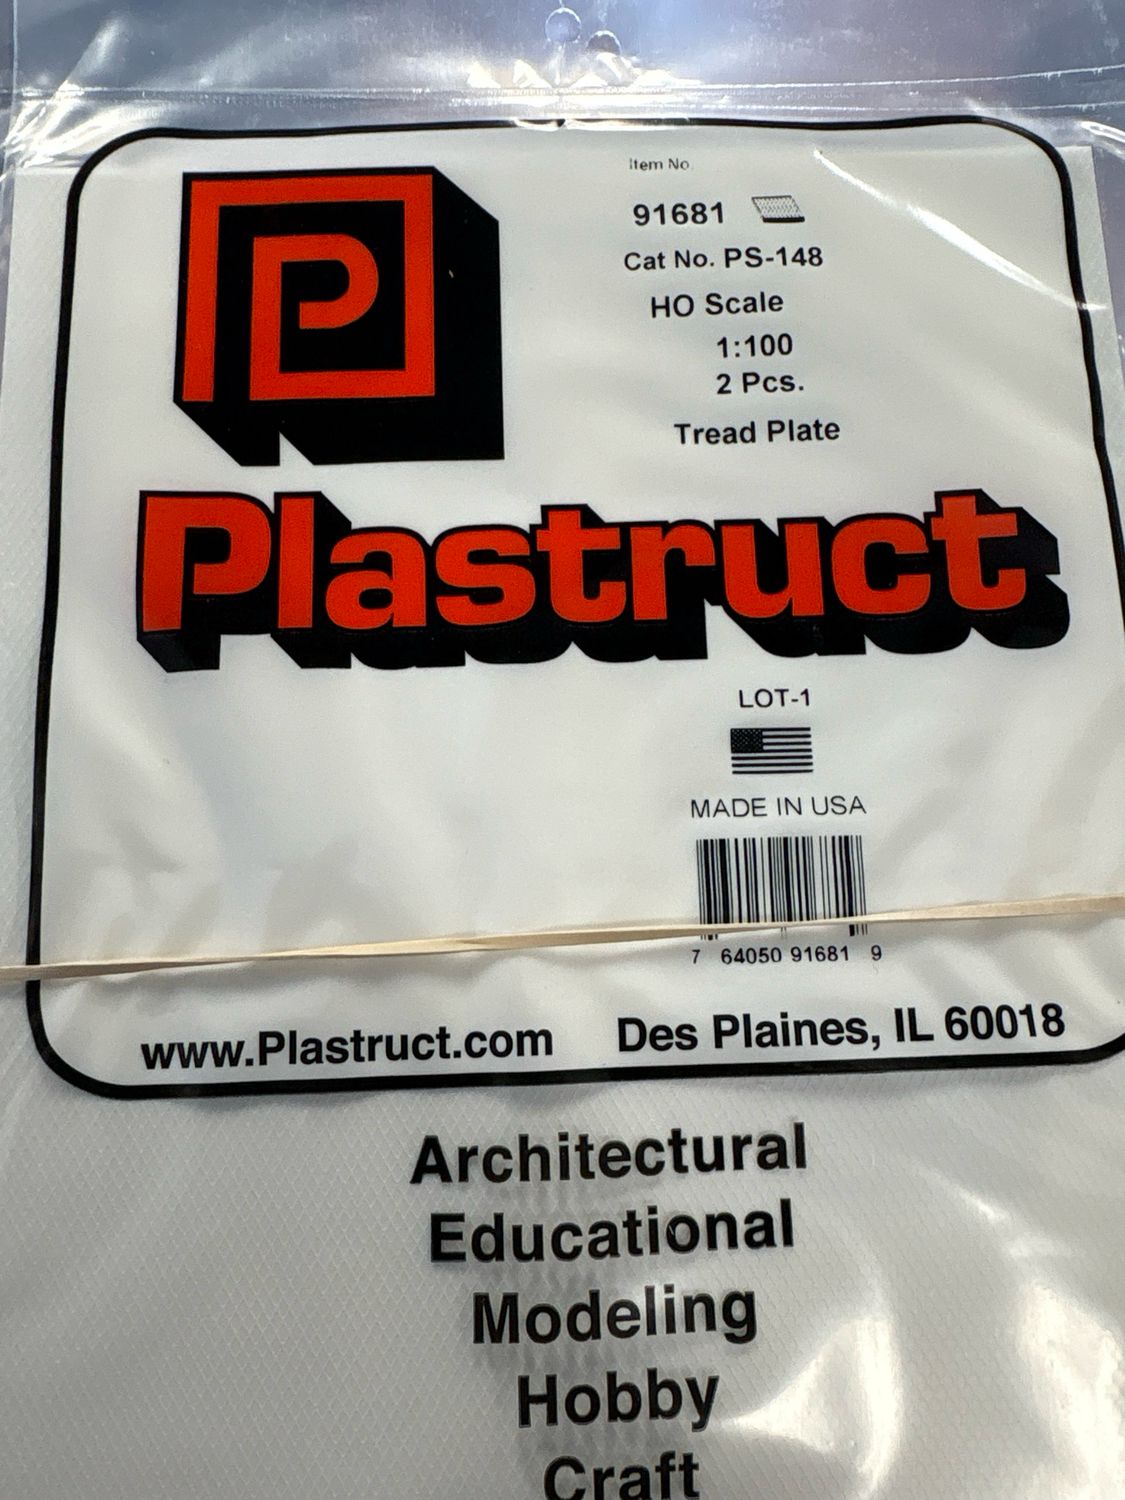 Item No.
91681
Cat No. PS-148
HO Scale
1:100
2 Pcs.
Tread Plate
P
Plastruct
LOT-1
MADE IN USA
7 64050 91681 9
www.Plastruct.com Des Plaines, IL 60018
Architectural
Educational
Modeling
Hobby
Craft